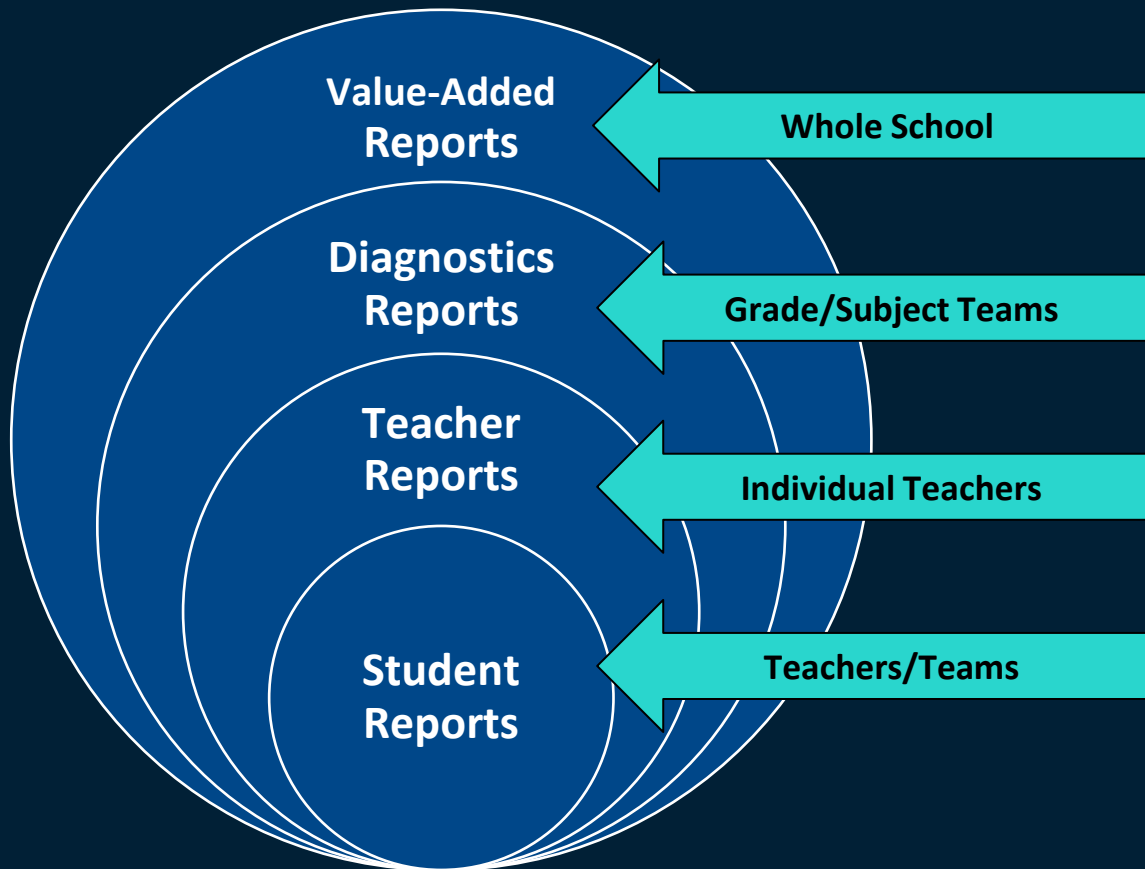 Value-Added
Reports
Whole School
Diagnostics
Reports
Grade/Subject Teams
Teacher
Reports
Individual Teachers
Student
Reports
Teachers/Teams